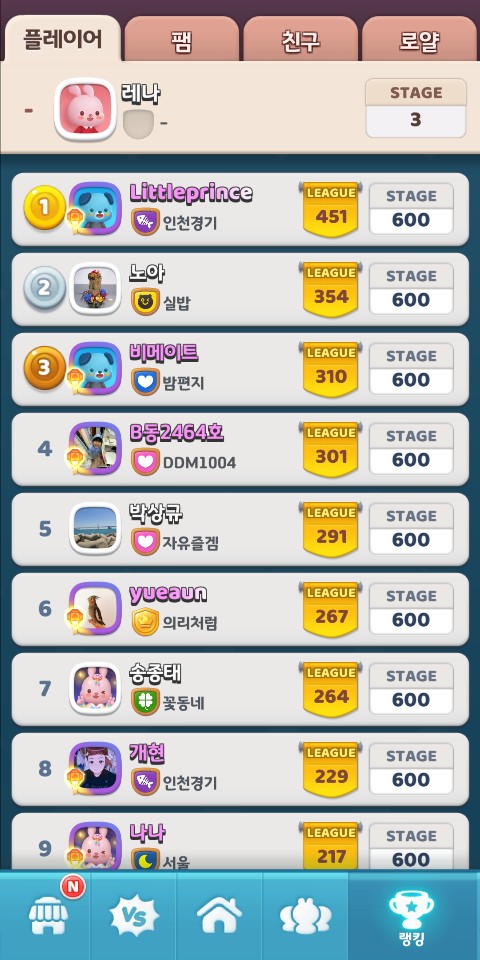 플레이어
팸
친구
로얄
-
레나
-
STAGE
3
1
Littleprince
인천경기
LEAGUE
451
STAGE
600
2
노아
실밥
LEAGUE
354
STAGE
600
3
비메이트
밤편지
LEAGUE
310
STAGE
600
4
B동2464호
DDM1004
LEAGUE
301
STAGE
600
5
박상규
자유즐겜
LEAGUE
291
STAGE
600
6
yueaun
의리처럼
LEAGUE
267
STAGE
600
7
송종태
꽃동네
LEAGUE
264
STAGE
600
8
개현
인천경기
LEAGUE
229
STAGE
600
9
나나
서울
LEAGUE
217
STAGE
600
N
VS
랭킹